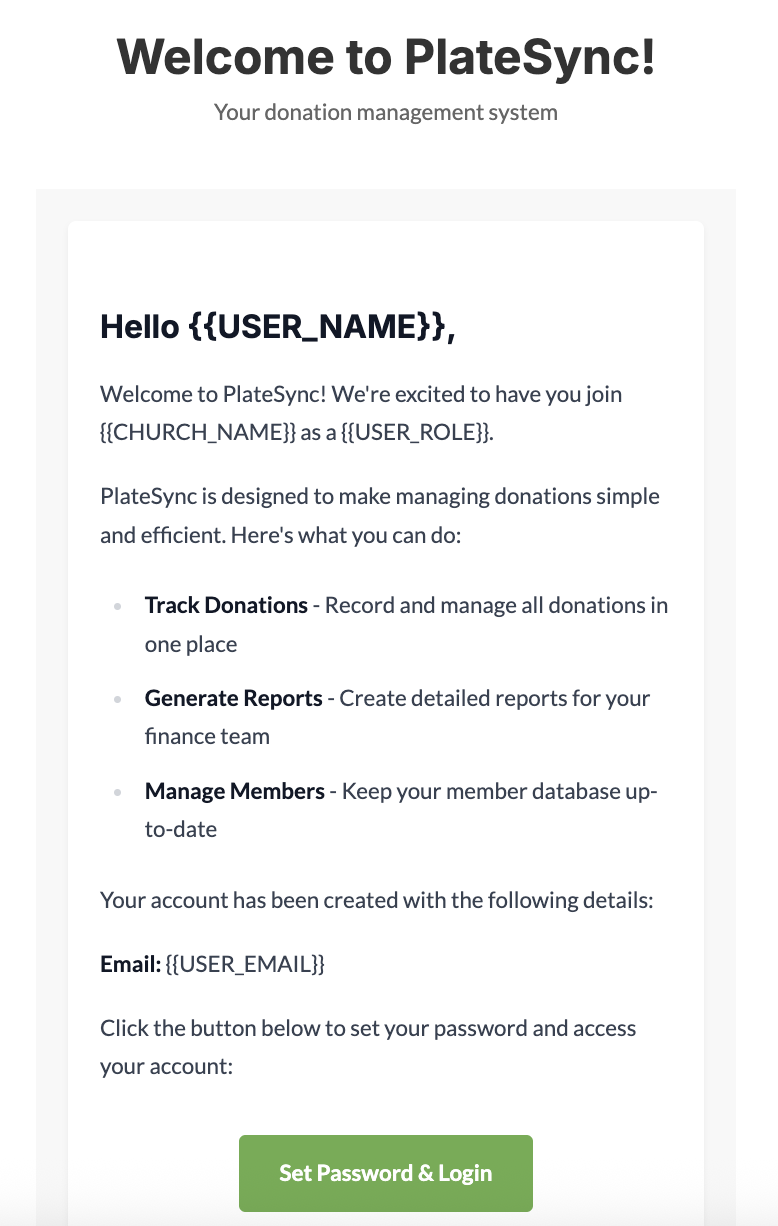 Welcome to PlateSync!
Your donation management system
Hello {{USER_NAME}},
Welcome to PlateSync! We're excited to have you join
{{CHURCH_NAME}} as a {{USER_ROLE}}.
PlateSync is designed to make managing donations simple
and efficient. Here's what you can do:
• Track Donations - Record and manage all donations in
one place
• Generate Reports - Create detailed reports for your
finance team
• Manage Members - Keep your member database up-
to-date
Your account has been created with the following details:
Email: {{USER_EMAIL}}
Click the button below to set your password and access
your account:
Set Password & Login